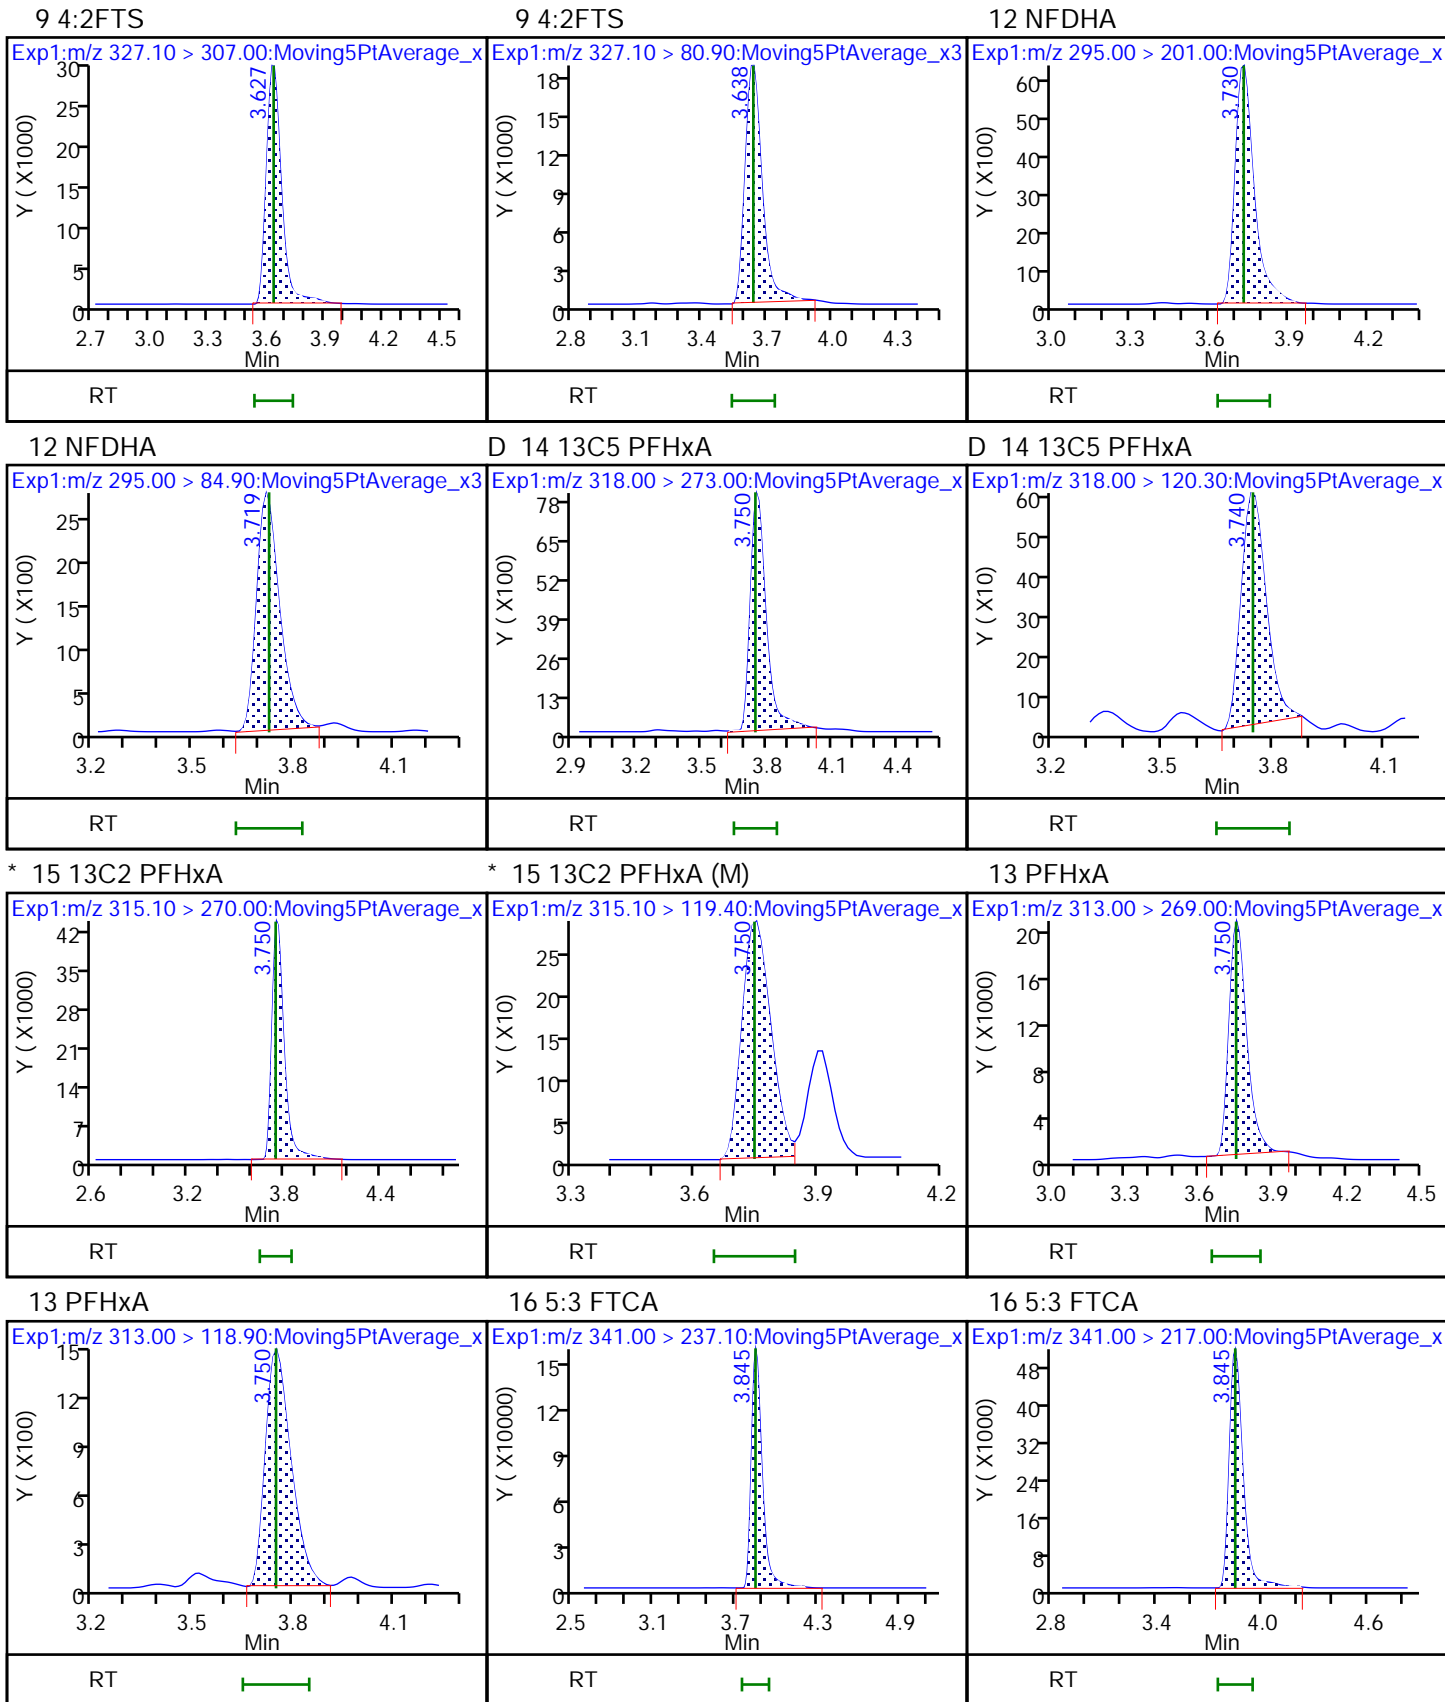 9 4:2FTS
Exp1:m/z 327.10 > 307.00:Moving5PtAverage_x
Y ( X1000)
30
25
20
15
10
5
0
3.627
2.7 3.0 3.3 3.6 3.9 4.2 4.5
Min
RT
9 4:2FTS
Exp1:m/z 327.10 > 80.90:Moving5PtAverage_x3
Y ( X1000)
18
15
12
9
6
3
0
3.638
2.8 3.1 3.4 3.7 4.0 4.3
Min
RT
12 NFDHA
Exp1:m/z 295.00 > 201.00:Moving5PtAverage_x
Y ( X100)
60
50
40
30
20
10
0
3.730
3.0 3.3 3.6 3.9 4.2
Min
RT
12 NFDHA
Exp1:m/z 295.00 > 84.90:Moving5PtAverage_x3
Y ( X100)
25
20
15
10
5
0
3.719
3.2 3.5 3.8 4.1
Min
RT
D 14 13C5 PFHxA
Exp1:m/z 318.00 > 273.00:Moving5PtAverage_x
Y ( X100)
78
65
52
39
26
13
0
3.750
2.9 3.2 3.5 3.8 4.1 4.4
Min
RT
D 14 13C5 PFHxA
Exp1:m/z 318.00 > 120.30:Moving5PtAverage_x
Y ( X10)
60
50
40
30
20
10
0
3.740
3.2 3.5 3.8 4.1
Min
RT
* 15 13C2 PFHxA
Exp1:m/z 315.10 > 270.00:Moving5PtAverage_x
Y ( X1000)
42
35
28
21
14
7
0
3.750
2.6 3.2 3.8 4.4
Min
RT
* 15 13C2 PFHxA (M)
Exp1:m/z 315.10 > 119.40:Moving5PtAverage_x
Y ( X10)
25
20
15
10
5
0
3.750
3.3 3.6 3.9 4.2
Min
RT
13 PFHxA
Exp1:m/z 313.00 > 269.00:Moving5PtAverage_x
Y ( X1000)
20
16
12
8
4
0
3.750
3.0 3.3 3.6 3.9 4.2 4.5
Min
RT
13 PFHxA
Exp1:m/z 313.00 > 118.90:Moving5PtAverage_x
Y ( X100)
15
12
9
6
3
0
3.750
3.2 3.5 3.8 4.1
Min
RT
16 5:3 FTCA
Exp1:m/z 341.00 > 237.10:Moving5PtAverage_x
Y ( X10000)
15
12
9
6
3
0
3.845
2.5 3.1 3.7 4.3 4.9
Min
RT
16 5:3 FTCA
Exp1:m/z 341.00 > 217.00:Moving5PtAverage_x
Y ( X1000)
48
40
32
24
16
8
0
3.845
2.8 3.4 4.0 4.6
Min
RT